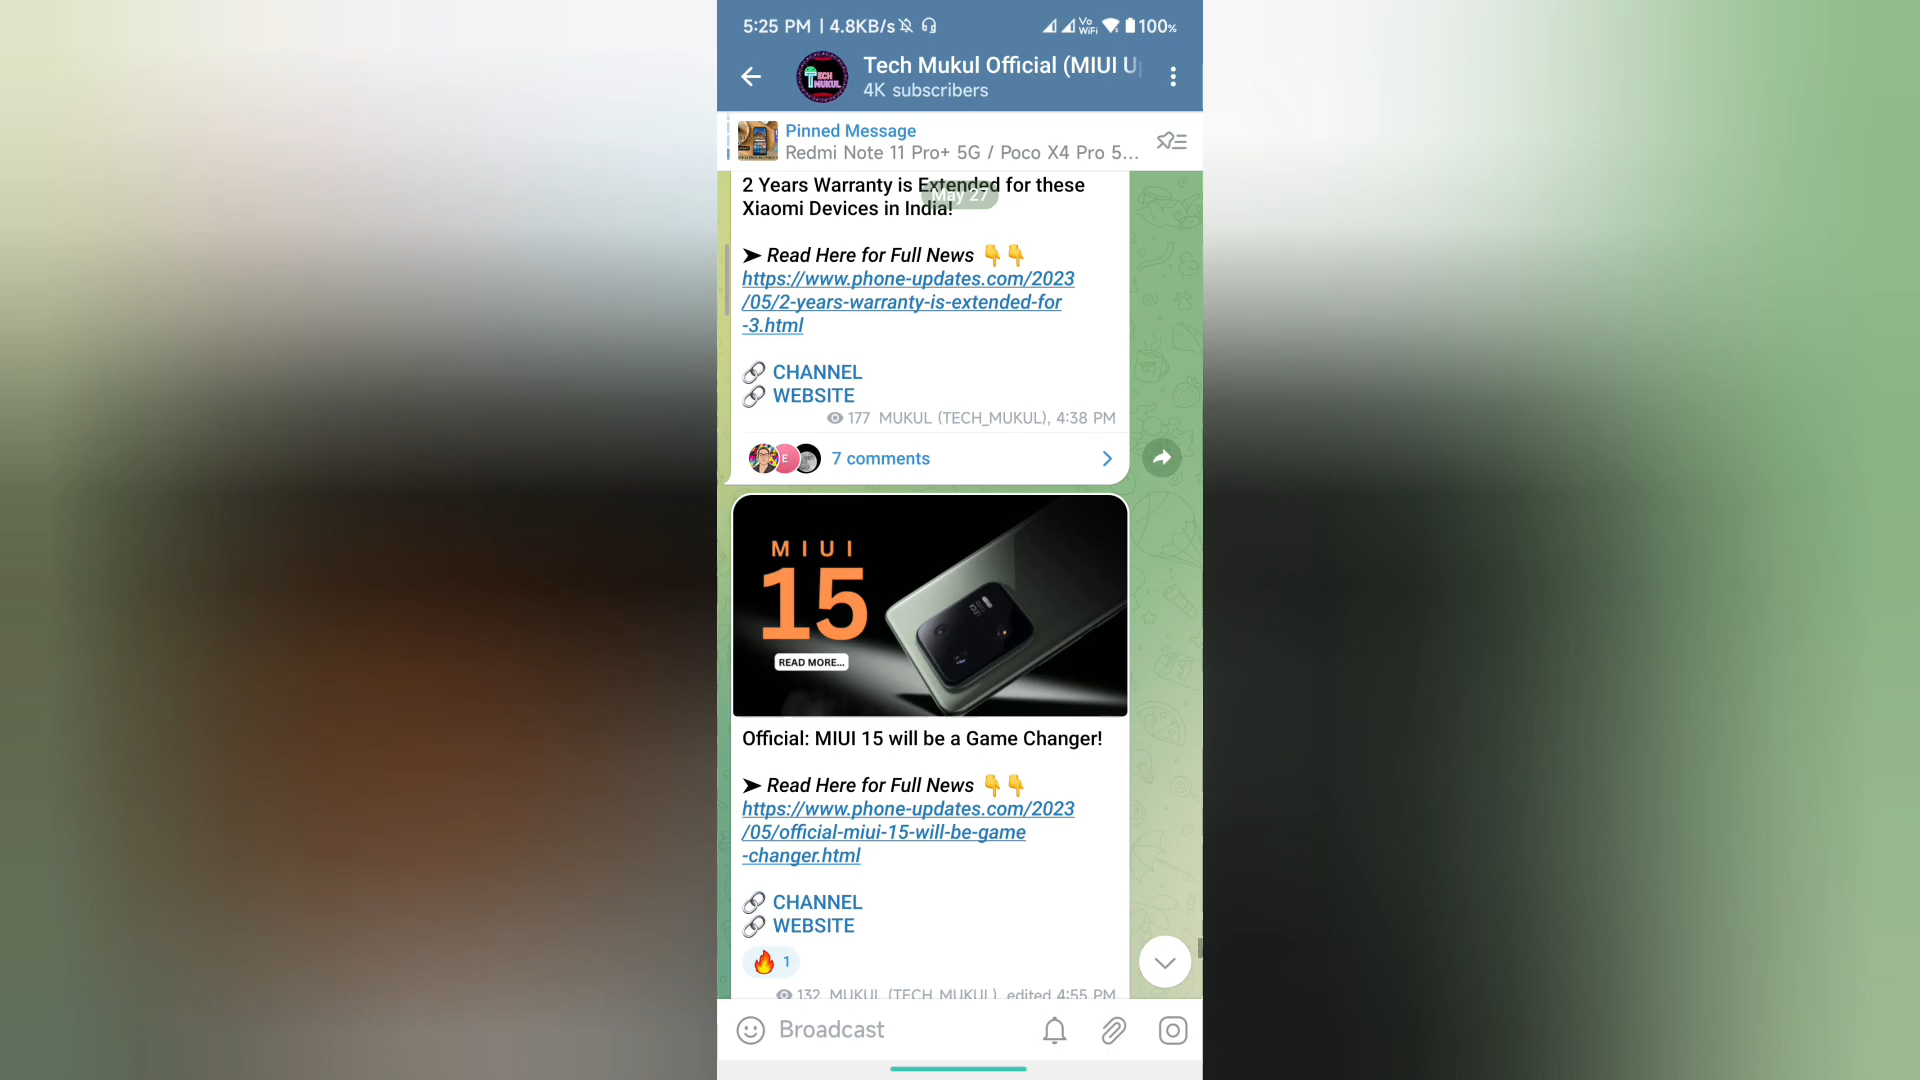 5:25 PM | 4.8KB/s
Vo WiFi 100%
TECH MUKUL
Tech Mukul Official (MIUI U
4K subscribers
Pinned Message
Redmi Note 11 Pro+ 5G / Poco X4 Pro 5...
May 27
2 Years Warranty is Extended for these
Xiaomi Devices in India!
➤ Read Here for Full News 👇👇
https://www.phone-updates.com/2023
/05/2-years-warranty-is-extended-for
-3.html
🔗 CHANNEL
🔗 WEBSITE
177 MUKUL (TECH_MUKUL), 4:38 PM
E
7 comments
MIUI
15
READ MORE...
Official: MIUI 15 will be a Game Changer!
➤ Read Here for Full News 👇👇
https://www.phone-updates.com/2023
/05/official-miui-15-will-be-game
-changer.html
🔗 CHANNEL
🔗 WEBSITE
🔥 1
132 MUKUL (TECH_MUKUL), edited 4:55 PM
Broadcast